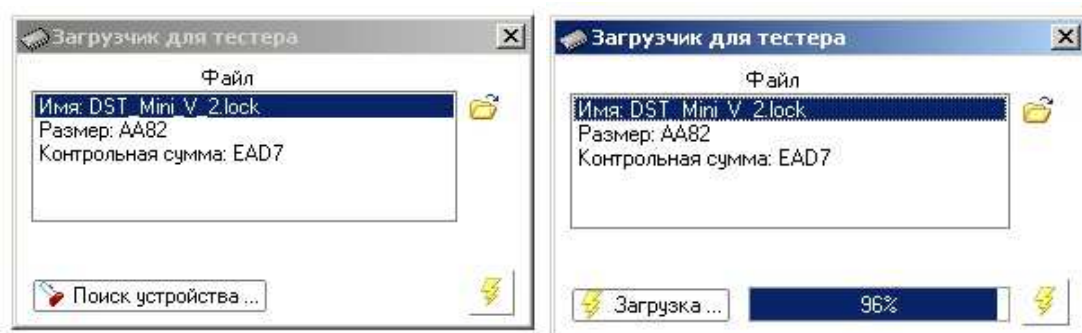 Загрузчик для тестера
Файл
Имя: DST_Mini_V_2.lock
Размер: AA82
Контрольная сумма: EAD7
Поиск устройства ...
Загрузчик для тестера
Файл
Имя: DST_Mini_V_2.lock
Размер: AA82
Контрольная сумма: EAD7
Загрузка ...
96%